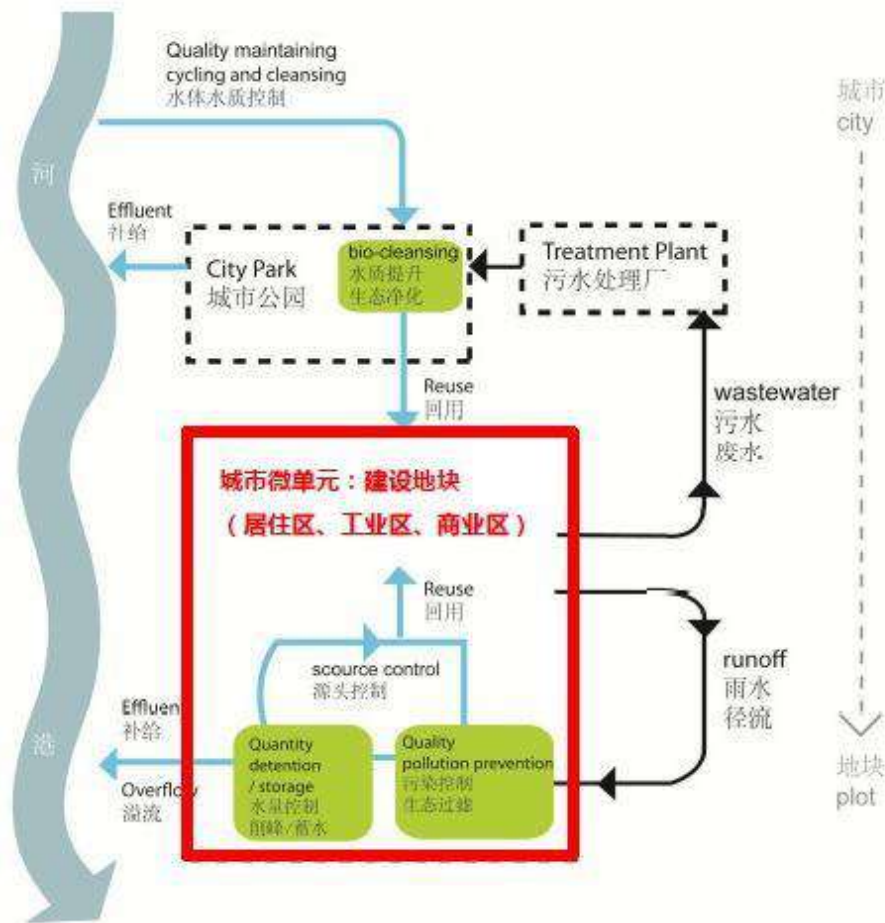 Quality maintaining
cycling and cleansing
水体水质控制
城市
city
河
Effluent
补给
City Park
城市公园
bio-cleansing
水质提升
生态净化
Treatment Plant
污水处理厂
Reuse
回用
wastewater
污水
废水
城市微单元：建设地块
（居住区、工业区、商业区）
Reuse
回用
scource control
源头控制
runoff
雨水
径流
Effluen
补给
Overflow
溢流
港
Quantity
detention
/ storage
水量控制
削峰/蓄水
Quality
pollution prevention
污染控制
生态过滤
地块
plot